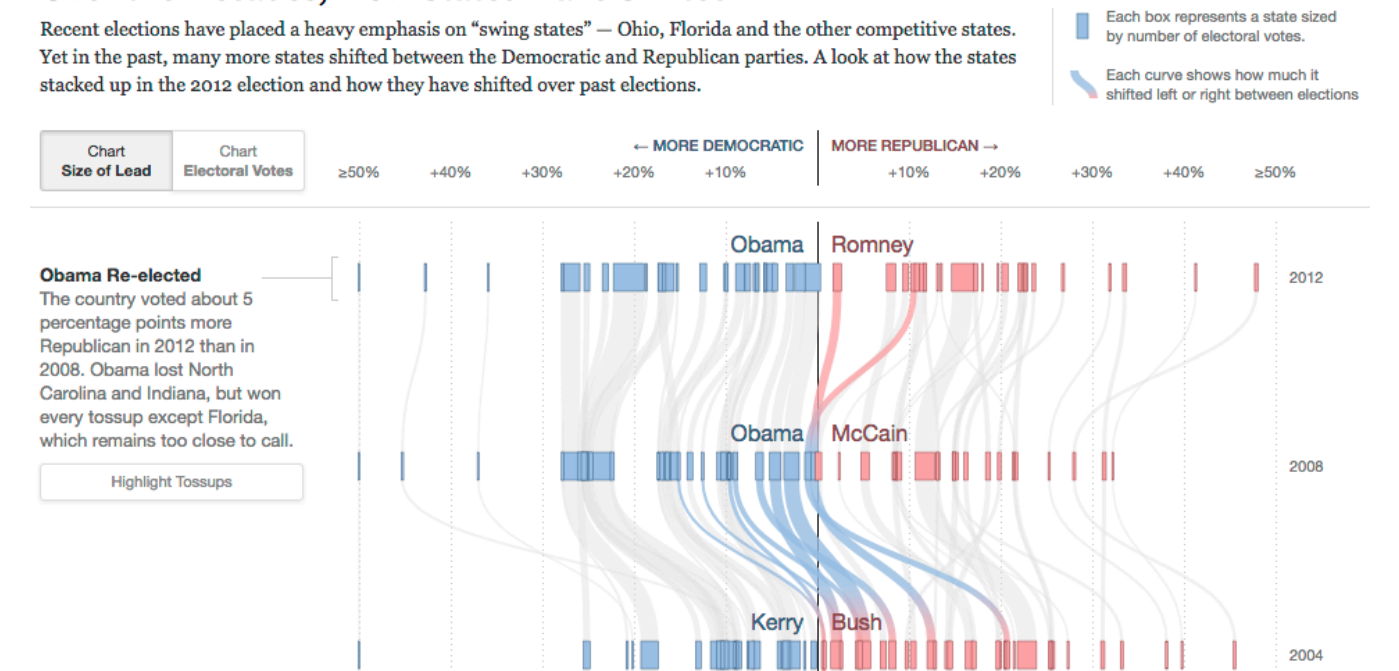 Recent elections have placed a heavy emphasis on “swing states” — Ohio, Florida and the other competitive states.
Yet in the past, many more states shifted between the Democratic and Republican parties. A look at how the states
stacked up in the 2012 election and how they have shifted over past elections.
Each box represents a state sized
by number of electoral votes.
Each curve shows how much it
shifted left or right between elections
Chart
Size of Lead
Chart
Electoral Votes
← MORE DEMOCRATIC
MORE REPUBLICAN →
≥50%
+40%
+30%
+20%
+10%
+10%
+20%
+30%
+40%
≥50%
Obama
Romney
2012
Obama Re-elected
The country voted about 5
percentage points more
Republican in 2012 than in
2008. Obama lost North
Carolina and Indiana, but won
every tossup except Florida,
which remains too close to call.
Highlight Tossups
Obama
McCain
2008
Kerry
Bush
2004